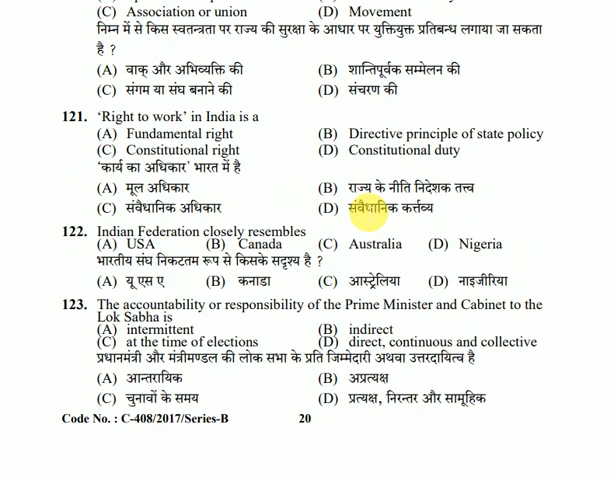 (C) Association or union (D) Movement
निम्न में से किस स्वतन्त्रता पर राज्य की सुरक्षा के आधार पर युक्तियुक्त प्रतिबन्ध लगाया जा सकता
है ?
(A) वाक् और अभिव्यक्ति की (B) शान्तिपूर्वक सम्मेलन की
(C) संगम या संघ बनाने की (D) संचरण की
121. ‘Right to work’ in India is a
(A) Fundamental right (B) Directive principle of state policy
(C) Constitutional right (D) Constitutional duty
‘कार्य का अधिकार’ भारत में है
(A) मूल अधिकार (B) राज्य के नीति निदेशक तत्त्व
(C) संवैधानिक अधिकार (D) संवैधानिक कर्त्तव्य
122. Indian Federation closely resembles
(A) USA (B) Canada (C) Australia (D) Nigeria
भारतीय संघ निकटतम रूप से किसके सदृश्य है ?
(A) यू एस ए (B) कनाडा (C) आस्ट्रेलिया (D) नाइजीरिया
123. The accountability or responsibility of the Prime Minister and Cabinet to the
Lok Sabha is
(A) intermittent (B) indirect
(C) at the time of elections (D) direct, continuous and collective
प्रधानमंत्री और मंत्रीमण्डल की लोक सभा के प्रति जिम्मेदारी अथवा उत्तरदायित्व है
(A) आन्तरायिक (B) अप्रत्यक्ष
(C) चुनावों के समय (D) प्रत्यक्ष, निरन्तर और सामूहिक
Code No. : C-408/2017/Series-B 20